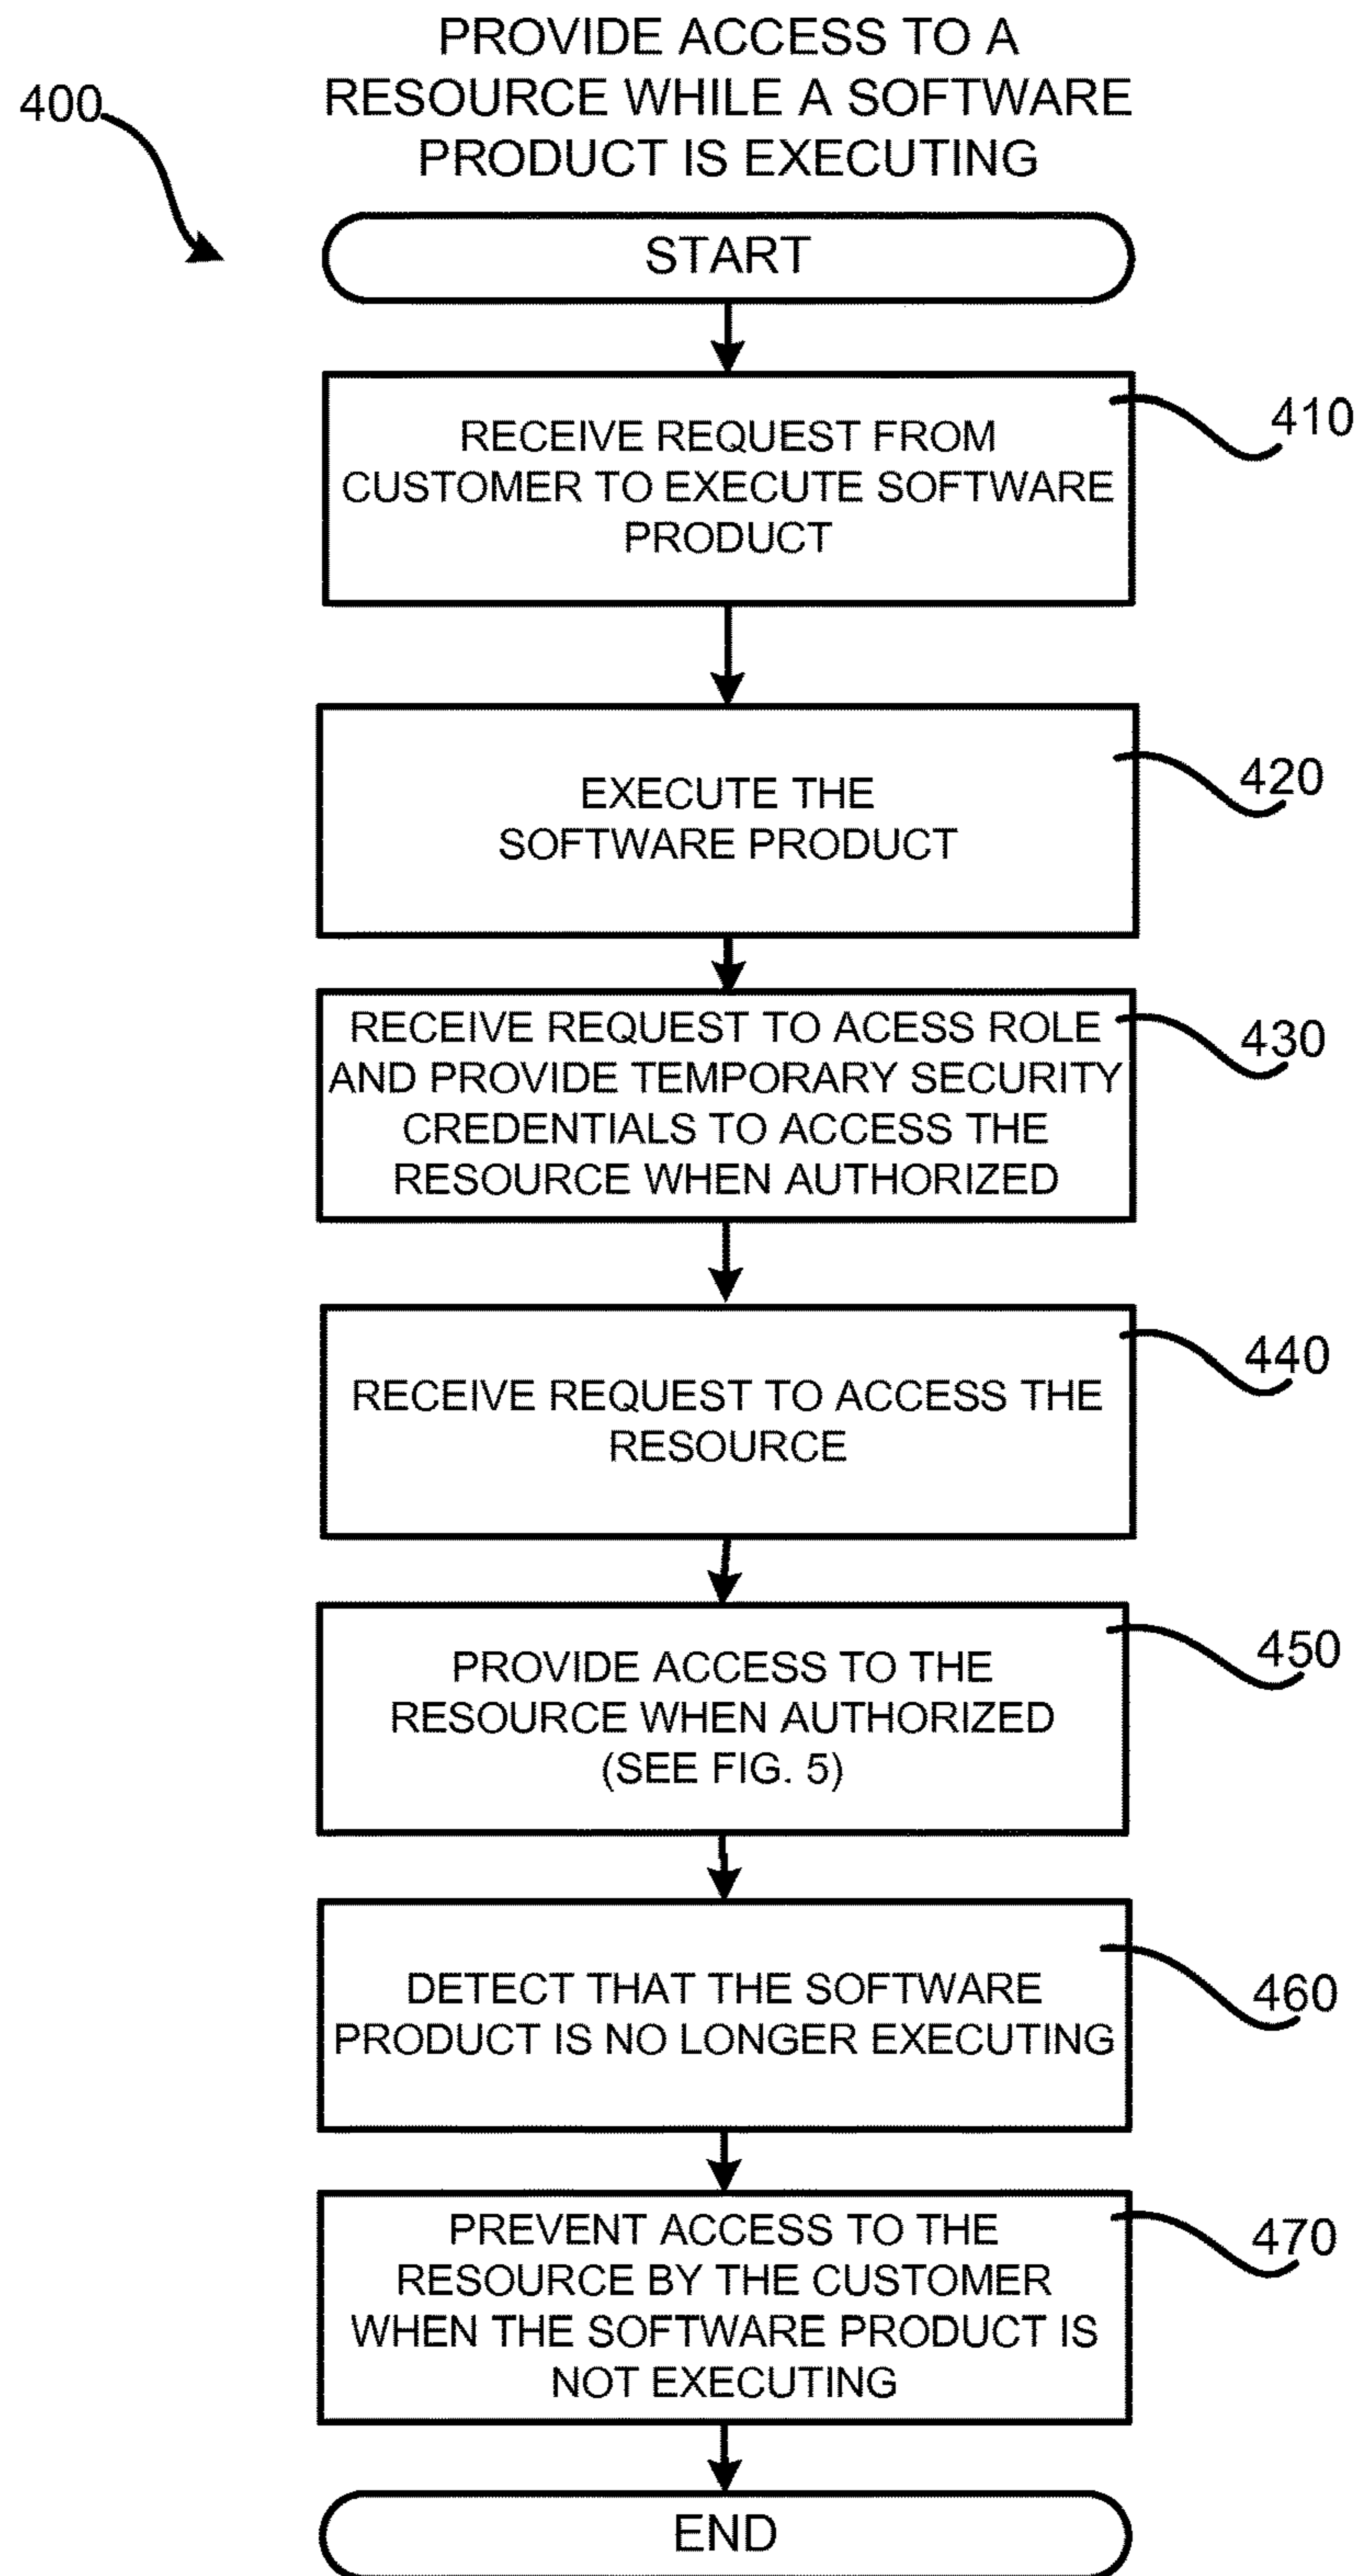 PROVIDE ACCESS TO A
RESOURCE WHILE A SOFTWARE
PRODUCT IS EXECUTING
400
START
RECEIVE REQUEST FROM
CUSTOMER TO EXECUTE SOFTWARE
PRODUCT
410
EXECUTE THE
SOFTWARE PRODUCT
420
RECEIVE REQUEST TO ACESS ROLE
AND PROVIDE TEMPORARY SECURITY
CREDENTIALS TO ACCESS THE
RESOURCE WHEN AUTHORIZED
430
RECEIVE REQUEST TO ACCESS THE
RESOURCE
440
PROVIDE ACCESS TO THE
RESOURCE WHEN AUTHORIZED
(SEE FIG. 5)
450
DETECT THAT THE SOFTWARE
PRODUCT IS NO LONGER EXECUTING
460
PREVENT ACCESS TO THE
RESOURCE BY THE CUSTOMER
WHEN THE SOFTWARE PRODUCT IS
NOT EXECUTING
470
END